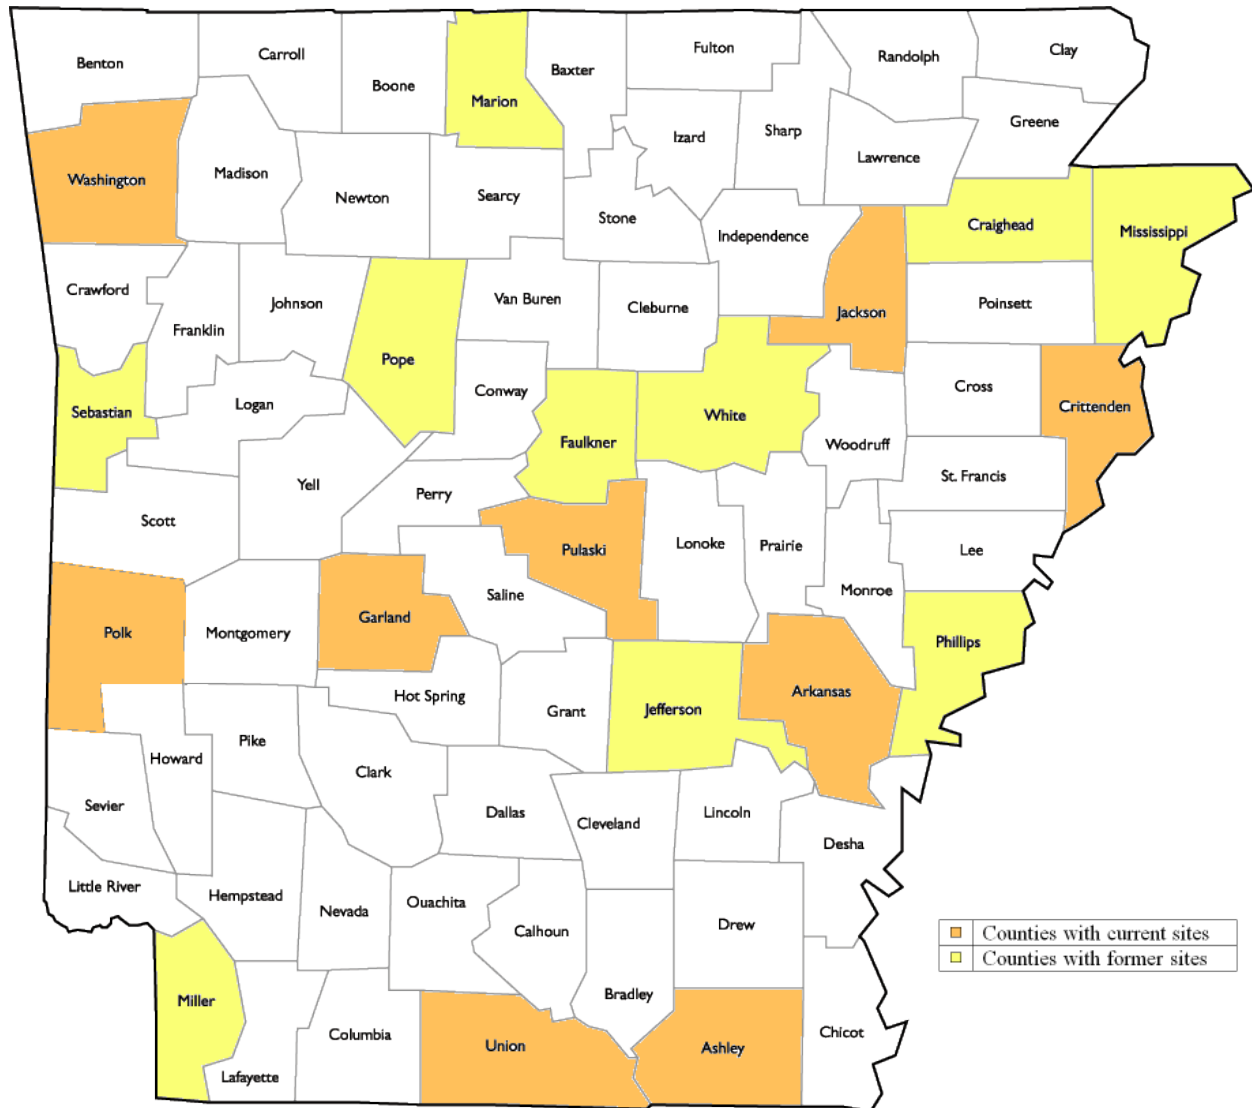 Benton
Carroll
Boone
Marion
Baxter
Fulton
Randolph
Clay
Washington
Madison
Newton
Searcy
Stone
Izard
Sharp
Lawrence
Greene
Independence
Jackson
Craighead
Mississippi
Crawford
Franklin
Johnson
Pope
Van Buren
Cleburne
Poinsett
Sebastian
Logan
Conway
Faulkner
White
Woodruff
Cross
Crittenden
Scott
Yell
Perry
Pulaski
Lonoke
Prairie
St. Francis
Lee
Monroe
Polk
Montgomery
Garland
Saline
Phillips
Hot Spring
Grant
Jefferson
Arkansas
Sevier
Howard
Pike
Clark
Dallas
Cleveland
Lincoln
Desha
Little River
Hempstead
Nevada
Ouachita
Calhoun
Drew
Miller
Lafayette
Columbia
Union
Bradley
Ashley
Chicot
Counties with current sites
Counties with former sites